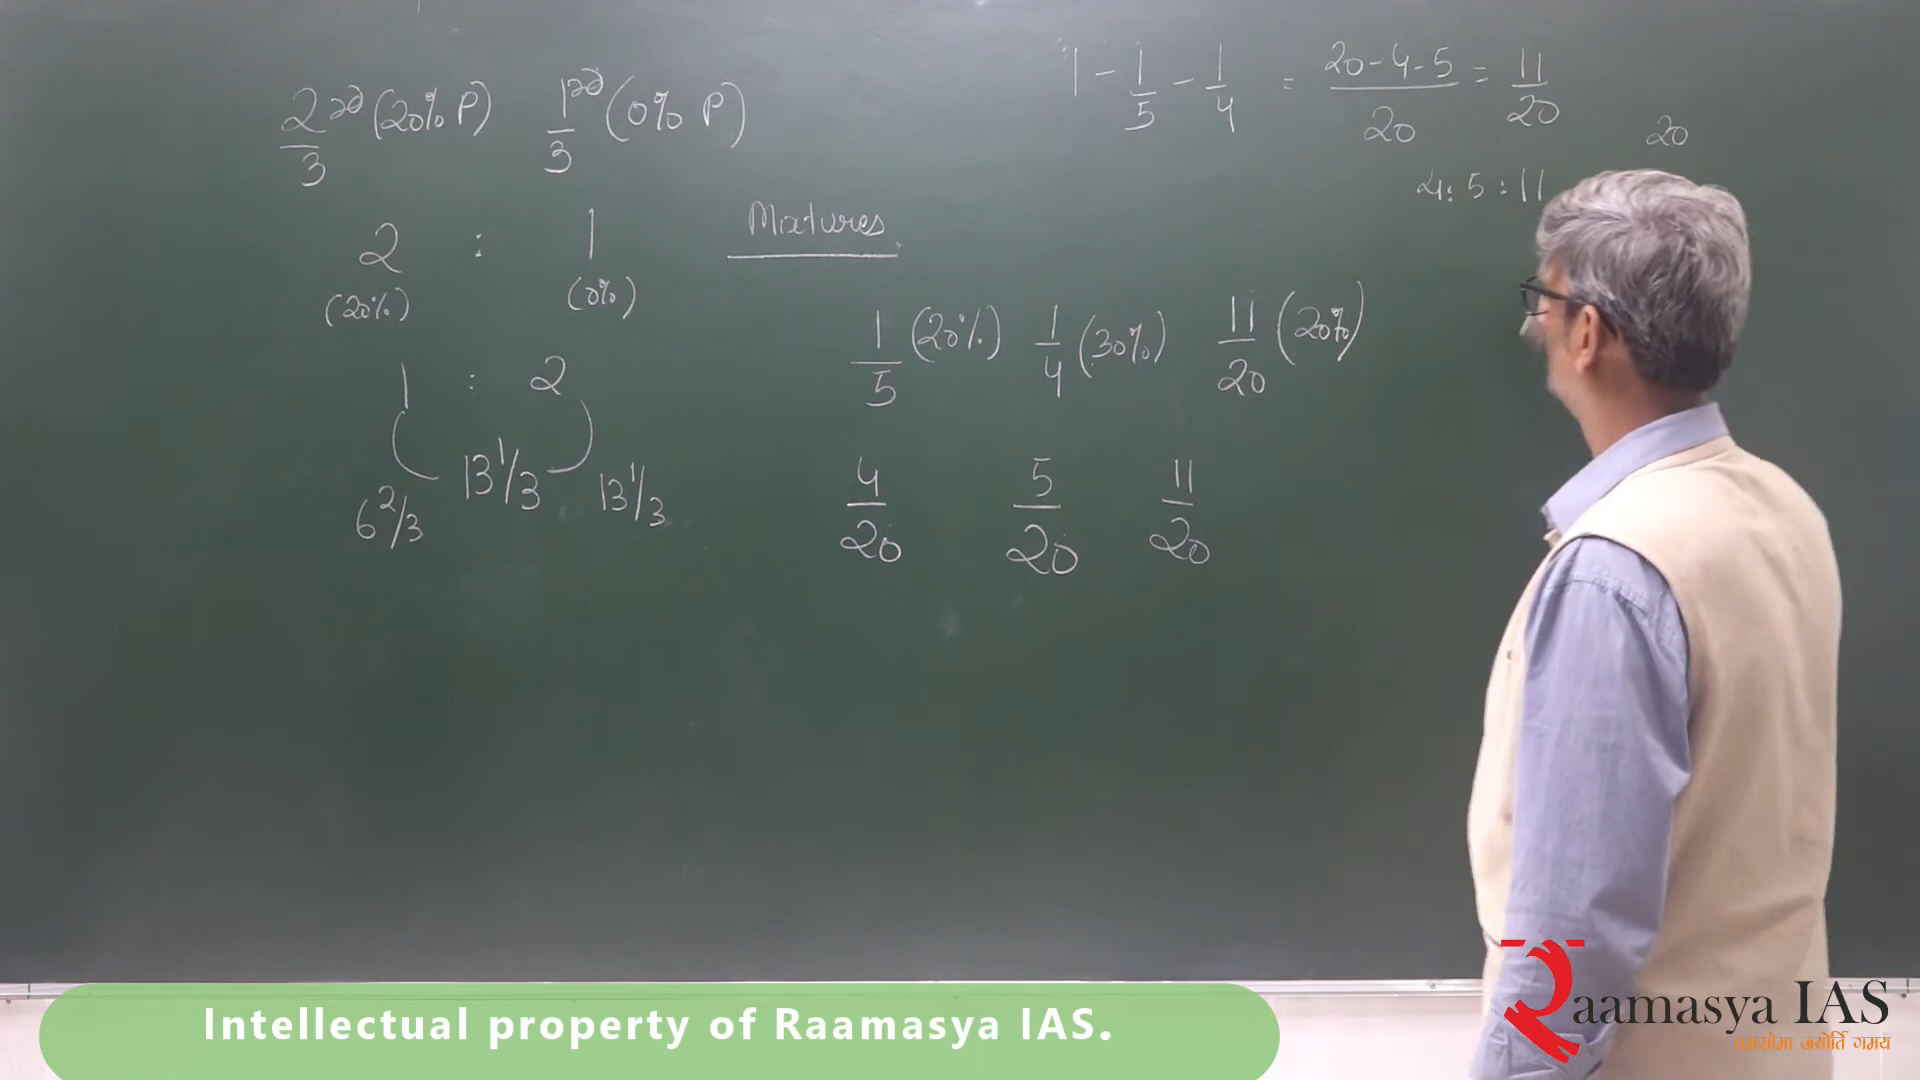 2/3 (20% P) 1/3 (0% P)
2 : 1
(20%) (0%)
1 : 2
13 1/3
6 2/3 13 1/3
Mixtures
1 - 1/5 - 1/4 = 20-4-5/20 = 11/20
20
4 : 5 : 11
1/5 (20%) 1/4 (30%) 11/20 (20%)
4/20 5/20 11/20
Intellectual property of Raamasya IAS.
Raamasya IAS
तमसोमा ज्योर्ति गमय